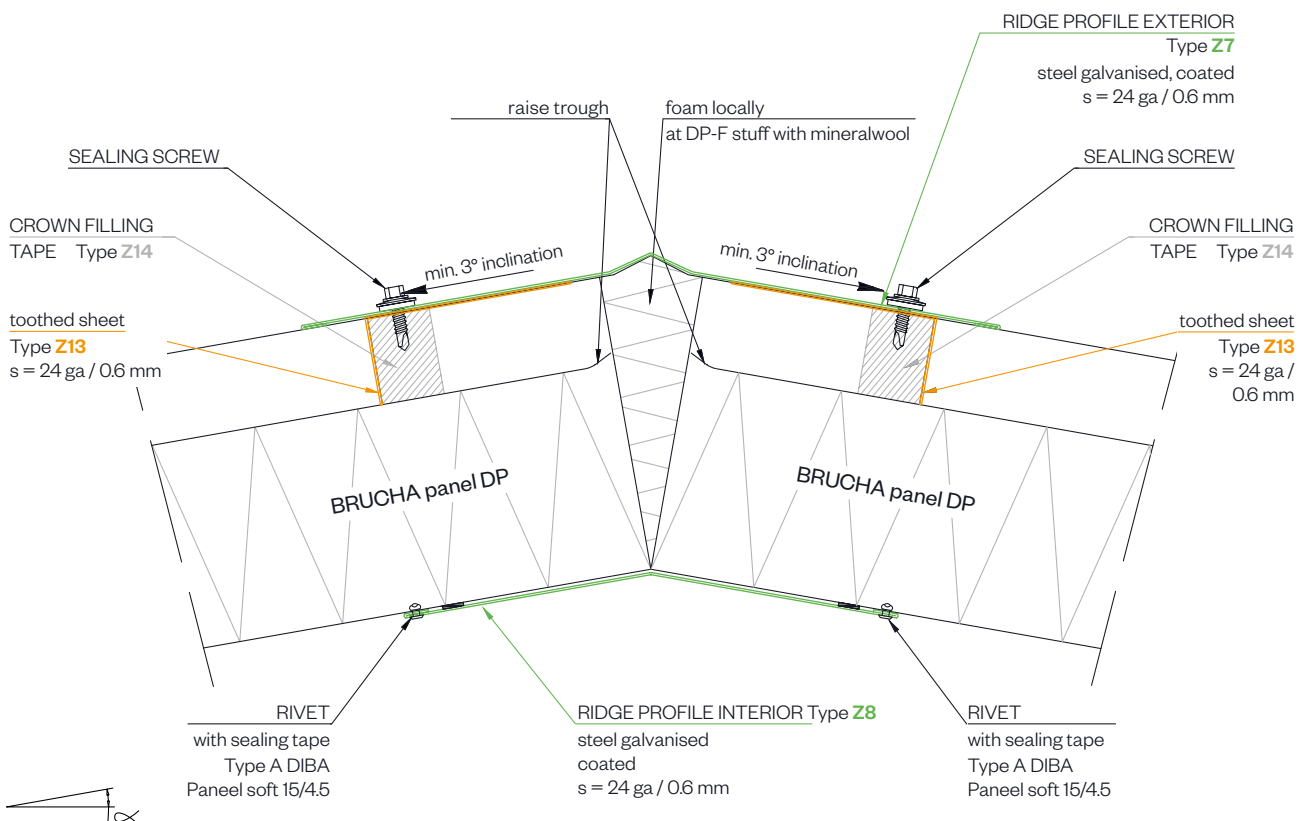 RIDGE PROFILE EXTERIOR
Type Z7
steel galvanised, coated
s = 24 ga / 0.6 mm
raise trough
foam locally
at DP-F stuff with mineralwool
SEALING SCREW
SEALING SCREW
CROWN FILLING
TAPE Type Z14
CROWN FILLING
TAPE Type Z14
min. 3° inclination
min. 3° inclination
toothed sheet
Type Z13
s = 24 ga / 0.6 mm
toothed sheet
Type Z13
s = 24 ga /
0.6 mm
BRUCHA panel DP
BRUCHA panel DP
RIVET
with sealing tape
Type A DIBA
Paneel soft 15/4.5
RIDGE PROFILE INTERIOR Type Z8
steel galvanised
coated
s = 24 ga / 0.6 mm
RIVET
with sealing tape
Type A DIBA
Paneel soft 15/4.5